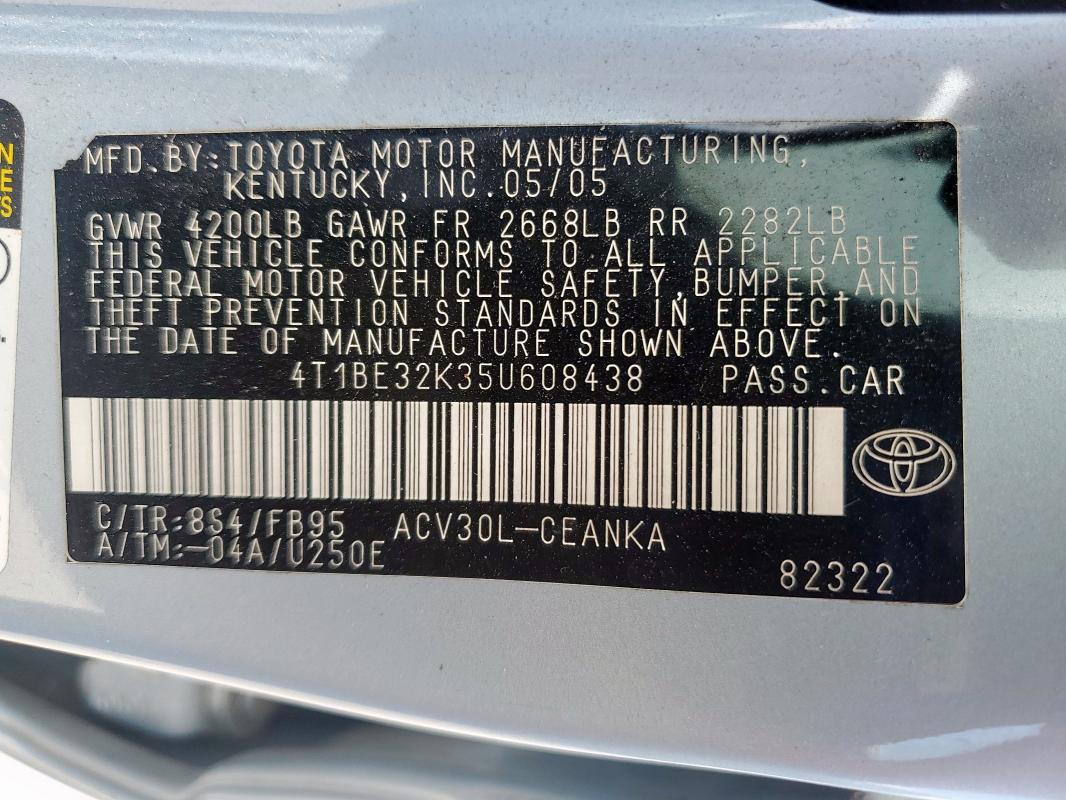 N
E
TS
MFD. BY: TOYOTA MOTOR MANUFACTURING,
KENTUCKY, INC. 05/05
GVWR 4200LB GAWR FR 2668LB RR 2282LB
THIS VEHICLE CONFORMS TO ALL APPLICABLE
FEDERAL MOTOR VEHICLE SAFETY, BUMPER, AND
THEFT PREVENTION STANDARDS IN EFFECT ON
THE DATE OF MANUFACTURE SHOWN ABOVE.
4T1BE32K35U608438 PASS.CAR
C/TR:8S4/FB95 ACV30L-CEANKA
A/TM:-04A/U250E
82322